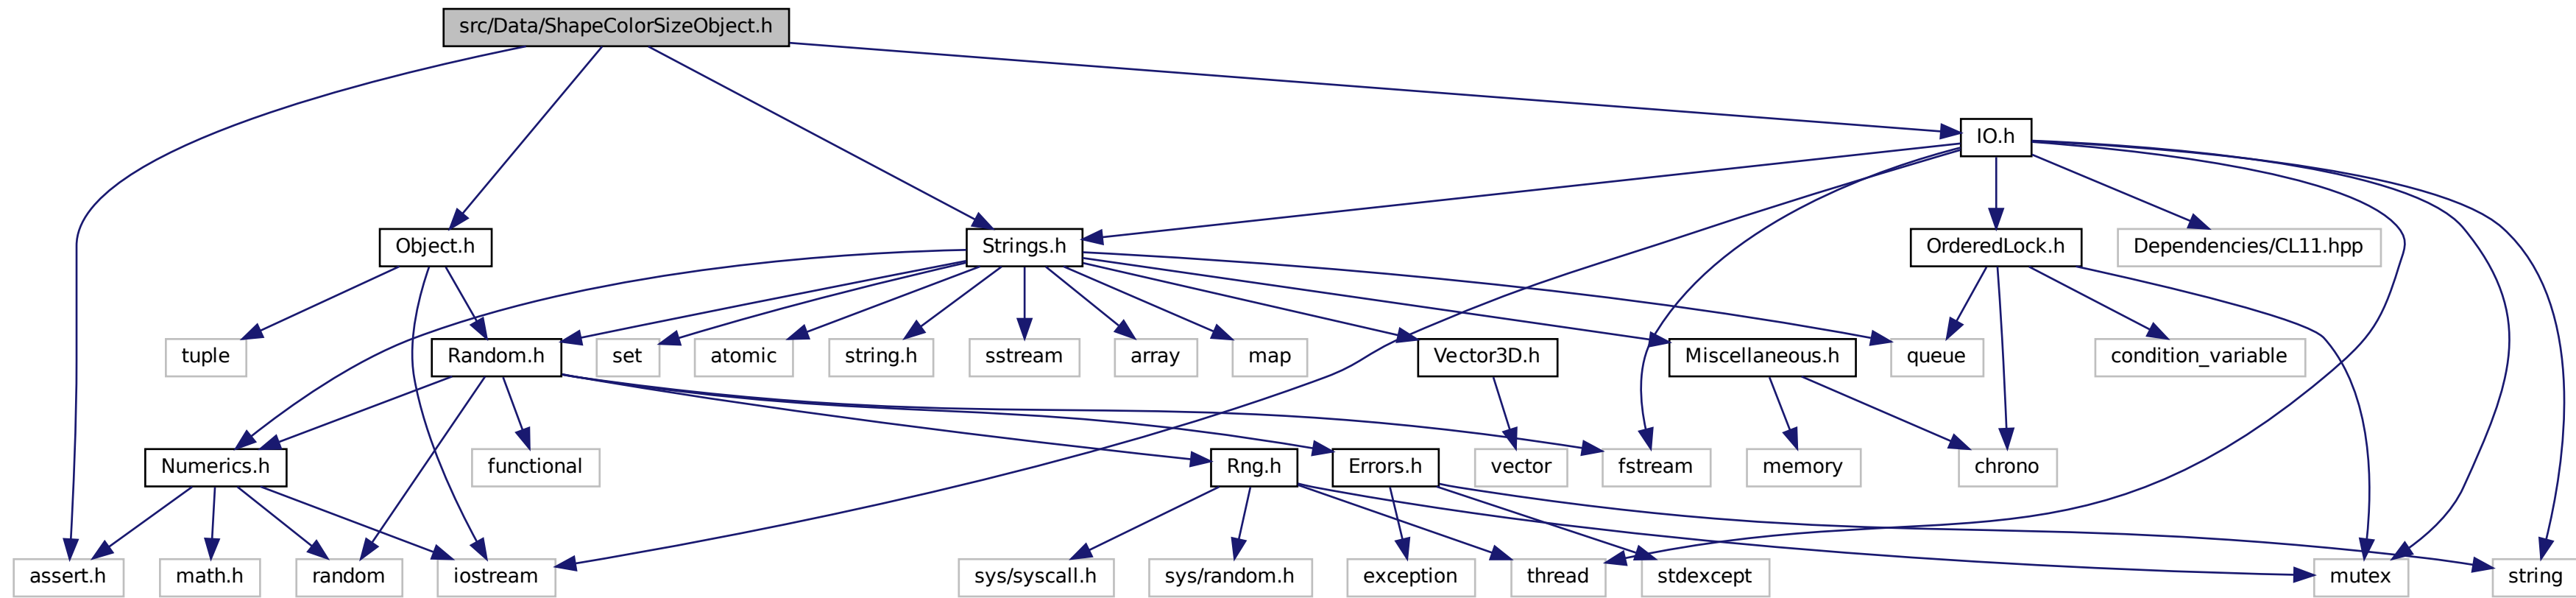 src/Data/ShapeColorSizeObject.h
IO.h
Object.h
Strings.h
OrderedLock.h
Dependencies/CL11.hpp
tuple
Random.h
set
atomic
string.h
sstream
array
map
Vector3D.h
Miscellaneous.h
queue
condition_variable
Numerics.h
functional
Rng.h
Errors.h
vector
fstream
memory
chrono
assert.h
math.h
random
iostream
sys/syscall.h
sys/random.h
exception
thread
stdexcept
mutex
string